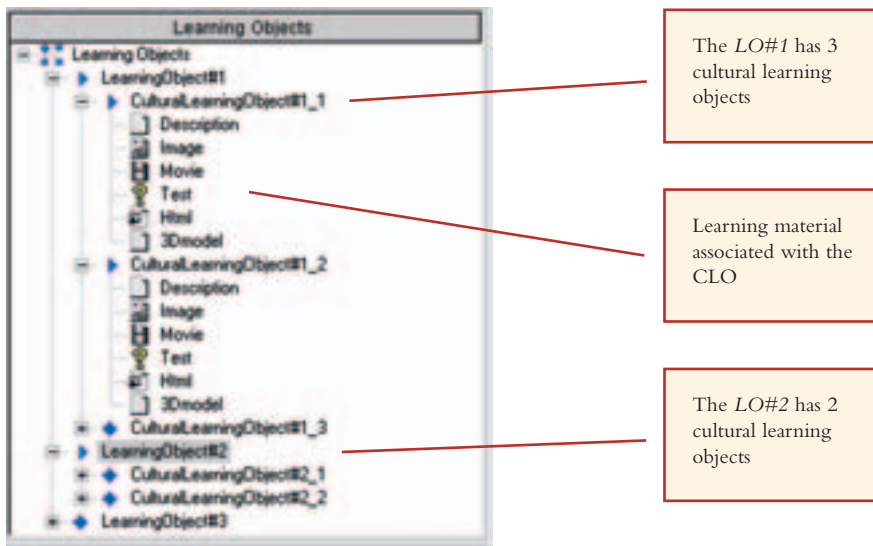 Learning Objects
Learning Objects
LearningObject#1
CulturalLearningObject#1_1
Description
Image
Movie
Test
Html
3Dmodel
CulturalLearningObject#1_2
Description
Image
Movie
Test
Html
3Dmodel
CulturalLearningObject#1_3
LearningObject#2
CulturalLearningObject#2_1
CulturalLearningObject#2_2
LearningObject#3
The LO#1 has 3
cultural learning
objects
Learning material
associated with the
CLO
The LO#2 has 2
cultural learning
objects